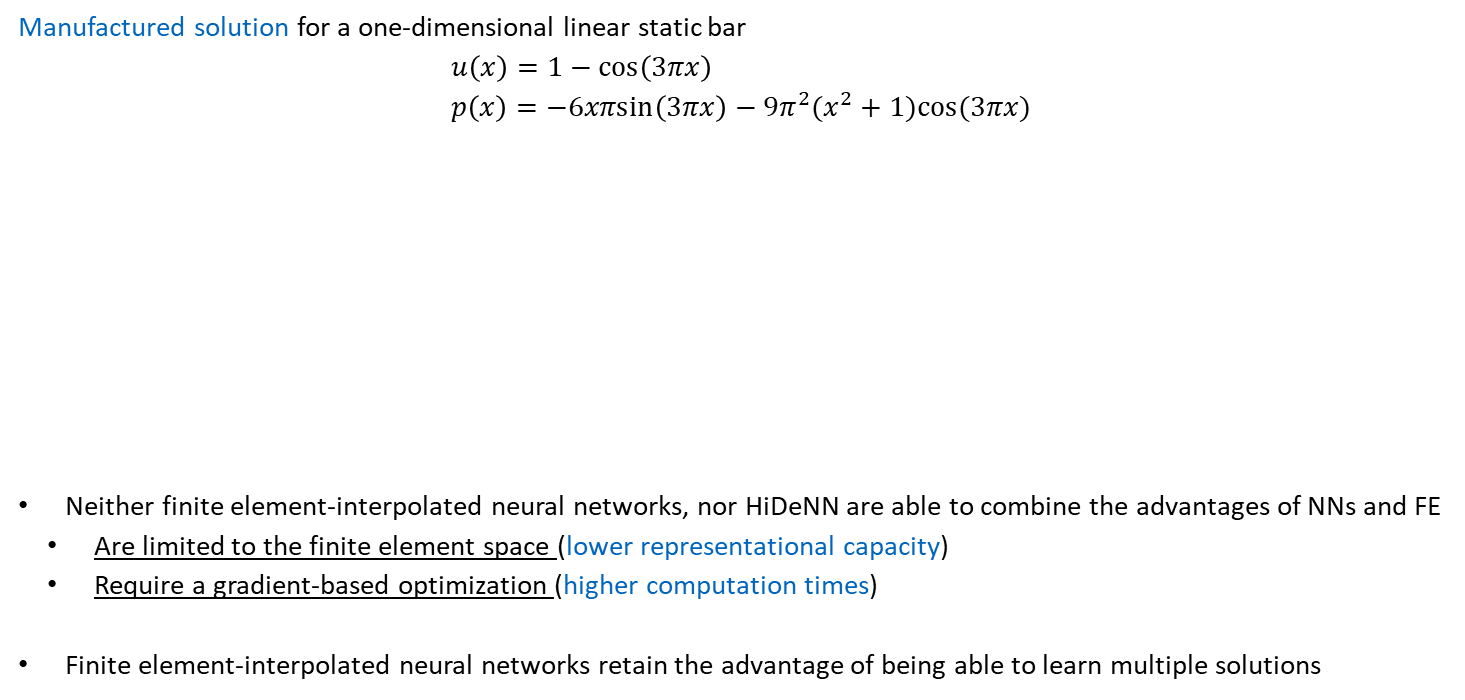 Manufactured solution for a one-dimensional linear static bar
u(x) = 1 − cos(3πx)
p(x) = −6xπsin(3πx) − 9π²(x² + 1)cos(3πx)
• Neither finite element-interpolated neural networks, nor HiDeNN are able to combine the advantages of NNs and FE
• Are limited to the finite element space (lower representational capacity)
• Require a gradient-based optimization (higher computation times)
• Finite element-interpolated neural networks retain the advantage of being able to learn multiple solutions